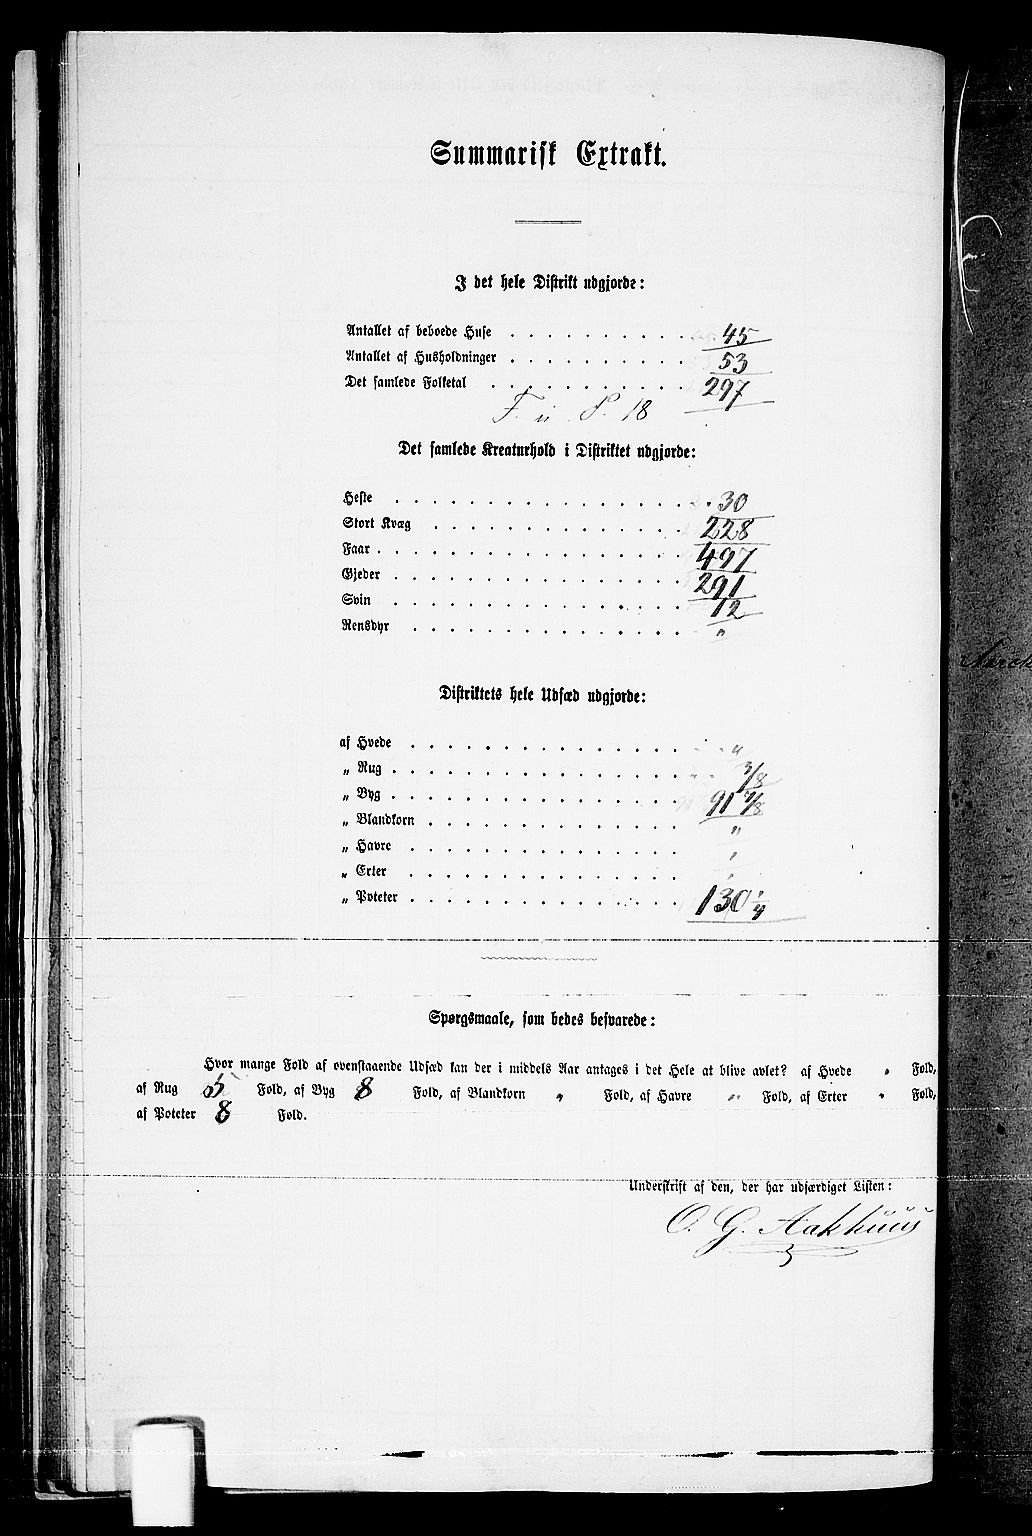 Summarisk Extrakt.
I det hele Distrikt udgjorde:
Antallet af beboede Huse . . . . . . . . . . 45
Antallet af Husholdninger . . . . . . . . . . 53
Det samlede Folketal . . . . . . . . . . . 297
F. u. P. 18
Det samlede Kreaturhold i Distriktet udgjorde:
Heste . . . . . . . . . . . . . . . . . 30
Stort Kvæg . . . . . . . . . . . . . . 228
Faar . . . . . . . . . . . . . . . . . 497
Gjeder . . . . . . . . . . . . . . . . 291
Svin . . . . . . . . . . . . . . . . 12
Rensdyr . . . . . . . . . . . . . . . "
Distriktets hele Udsæd udgjorde:
af Hvede . . . . . . . . . . . . . . . "
„ Rug . . . . . . . . . . . . . . . . 3/8
„ Byg . . . . . . . . . . . . . . . . 91 7/8
„ Blandkorn . . . . . . . . . . . . . . "
„ Havre . . . . . . . . . . . . . . . "
„ Erter . . . . . . . . . . . . . . . "
„ Poteter . . . . . . . . . . . . . . . 130 1/4
Spørgsmaale, som bedes besvarede:
Hvor mange Fold af ovenstaaende Udsæd kan der i middels Aar antages i det Hele at blive avlet? af Hvede " Fold,
af Rug 5 Fold, af Byg 8 Fold, af Blandkorn " Fold, af Havre " Fold, af Erter " Fold,
af Poteter 8 Fold.
Underskrift af den, der har udfærdiget Listen:
O. G. Aakhuus